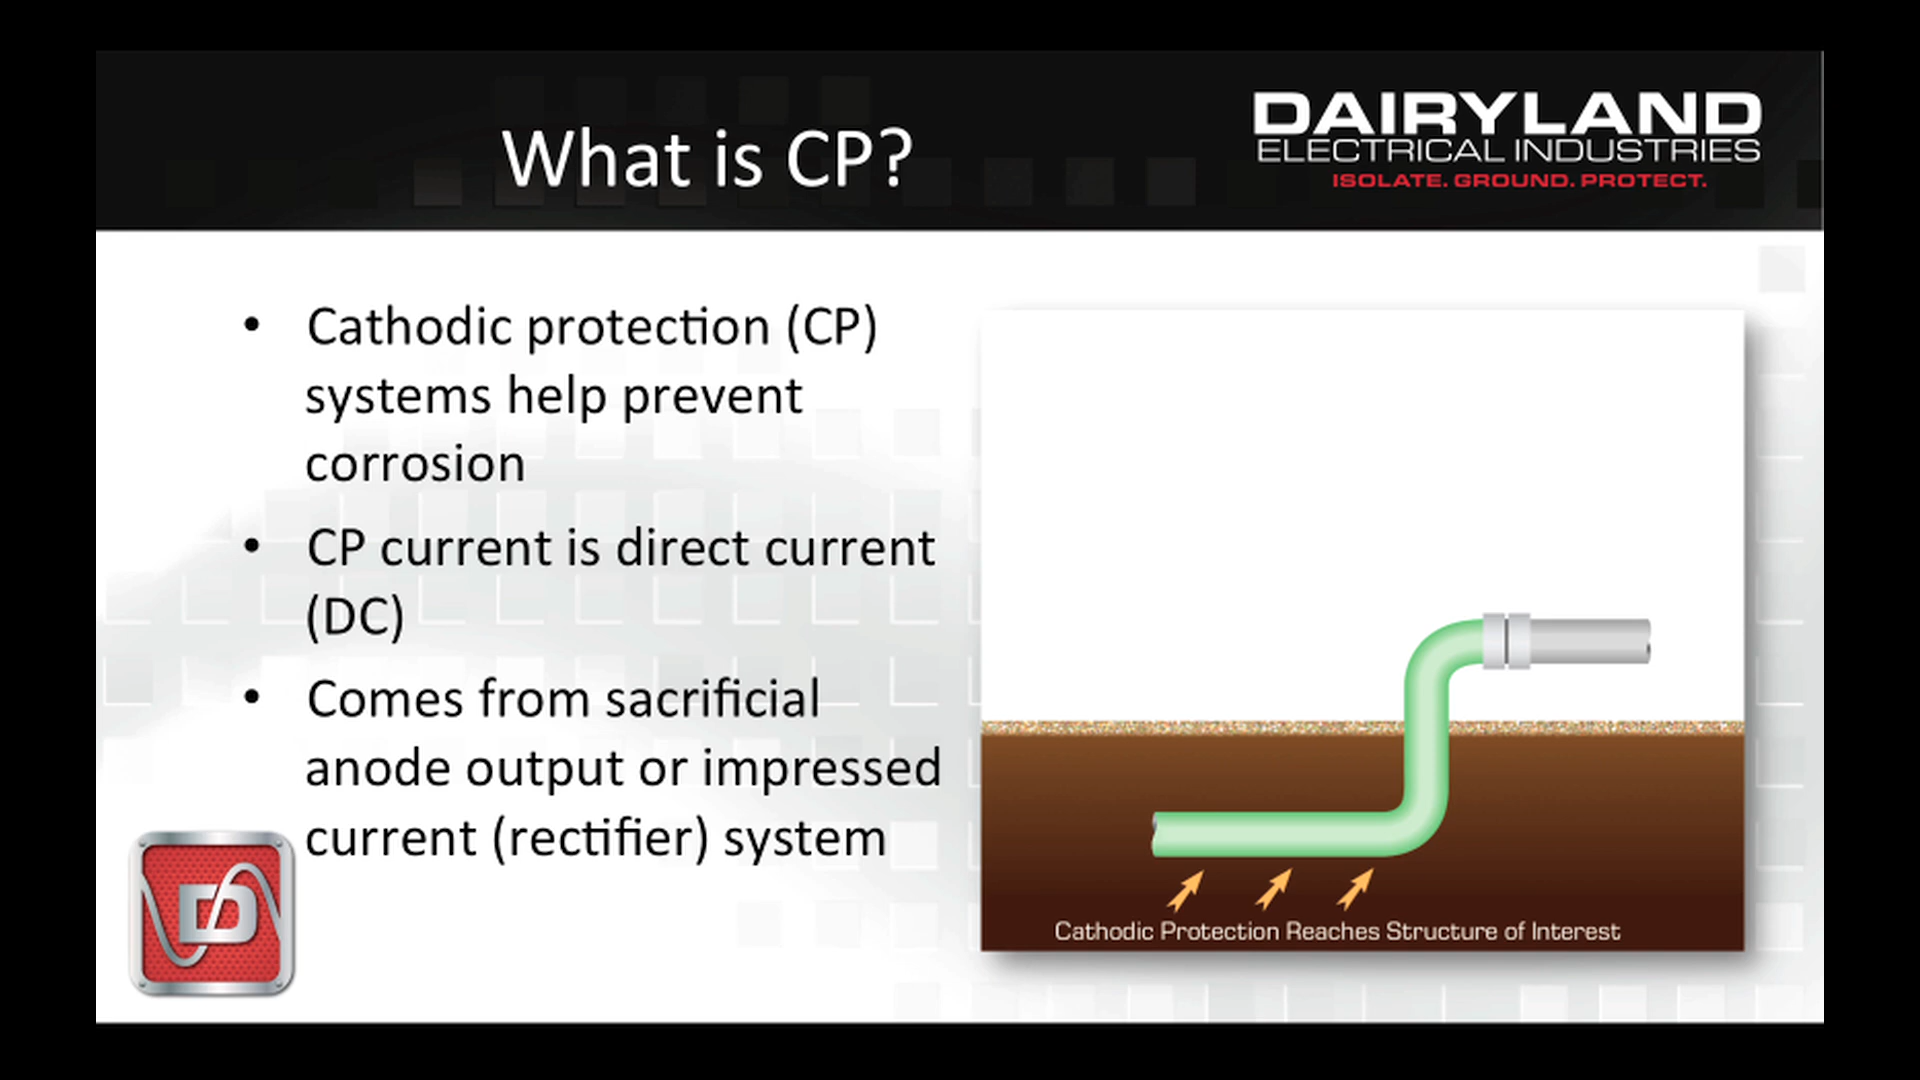 What is CP?
DAIRYLAND
ELECTRICAL INDUSTRIES
ISOLATE. GROUND. PROTECT.
• Cathodic protection (CP)
systems help prevent
corrosion
• CP current is direct current
(DC)
• Comes from sacrificial
anode output or impressed
current (rectifier) system
D
Cathodic Protection Reaches Structure of Interest